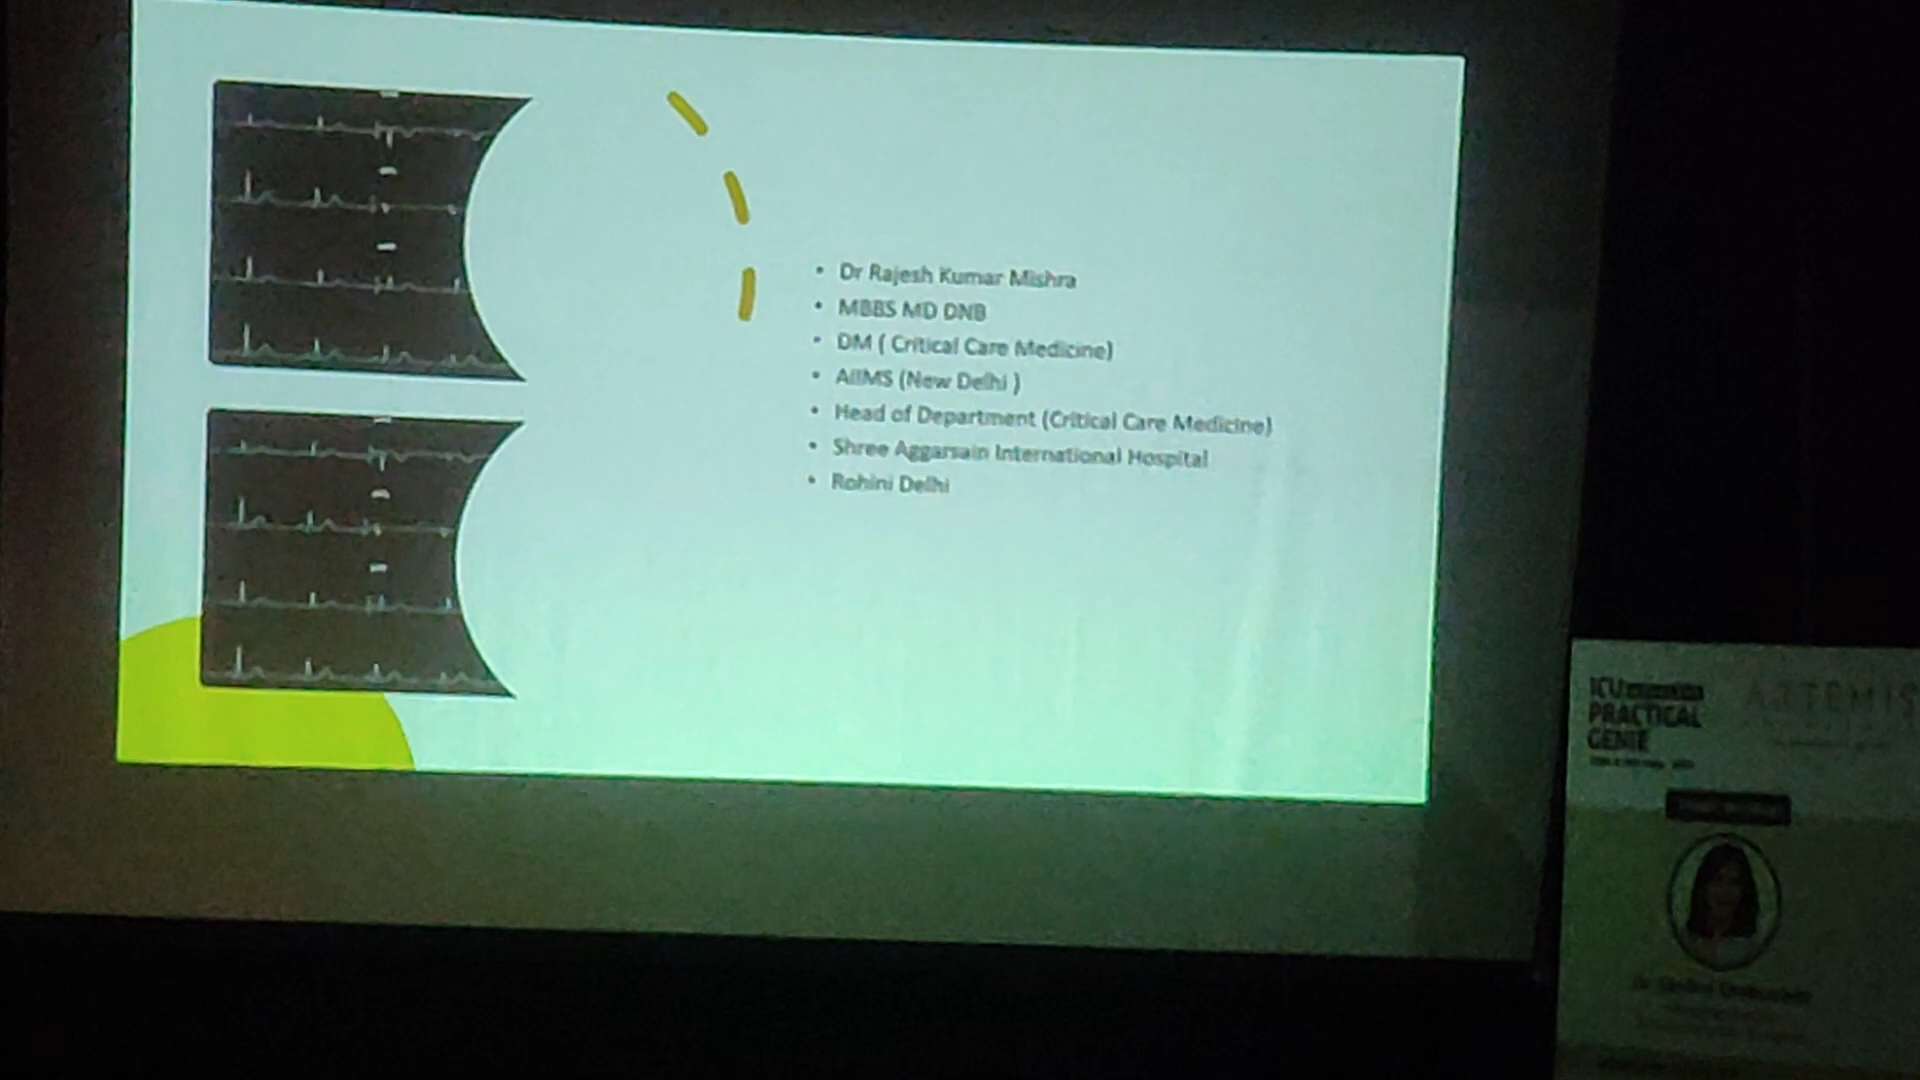 • Dr Rajesh Kumar Mishra
• MBBS MD DNB
• DM ( Critical Care Medicine)
• AIIMS (New Delhi )
• Head of Department (Critical Care Medicine)
• Shree Aggarsain International Hospital
• Rohini Delhi
ICU
PRACTICAL
GENIE
ARTEMIS